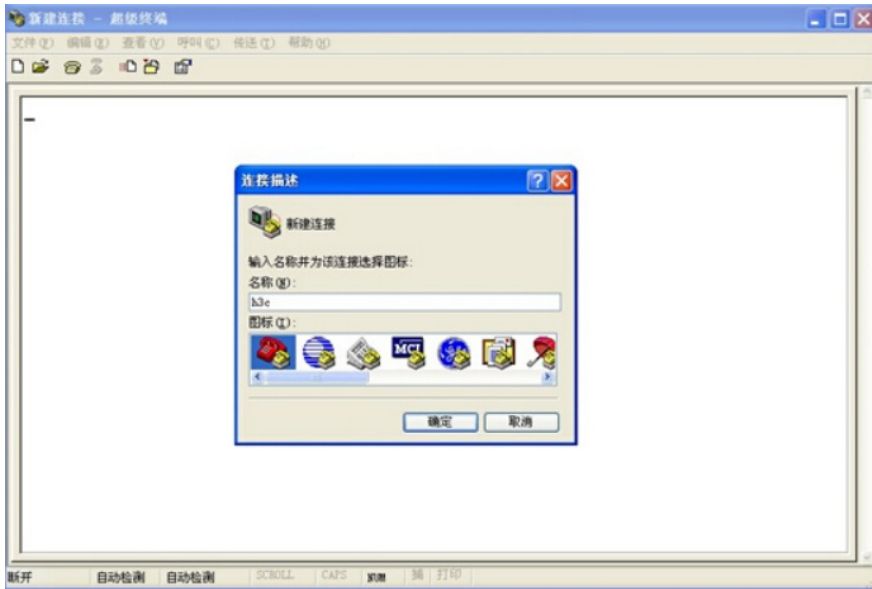 新建连接 - 超级终端
文件(F) 编辑(E) 查看(V) 呼叫(C) 传送(T) 帮助(H)
连接描述
新建连接
输入名称并为该连接选择图标:
名称(N):
h3c
图标(I):
MCI
确定 取消
断开 自动检测 自动检测 SCROLL CAPS NUM 捕 打印